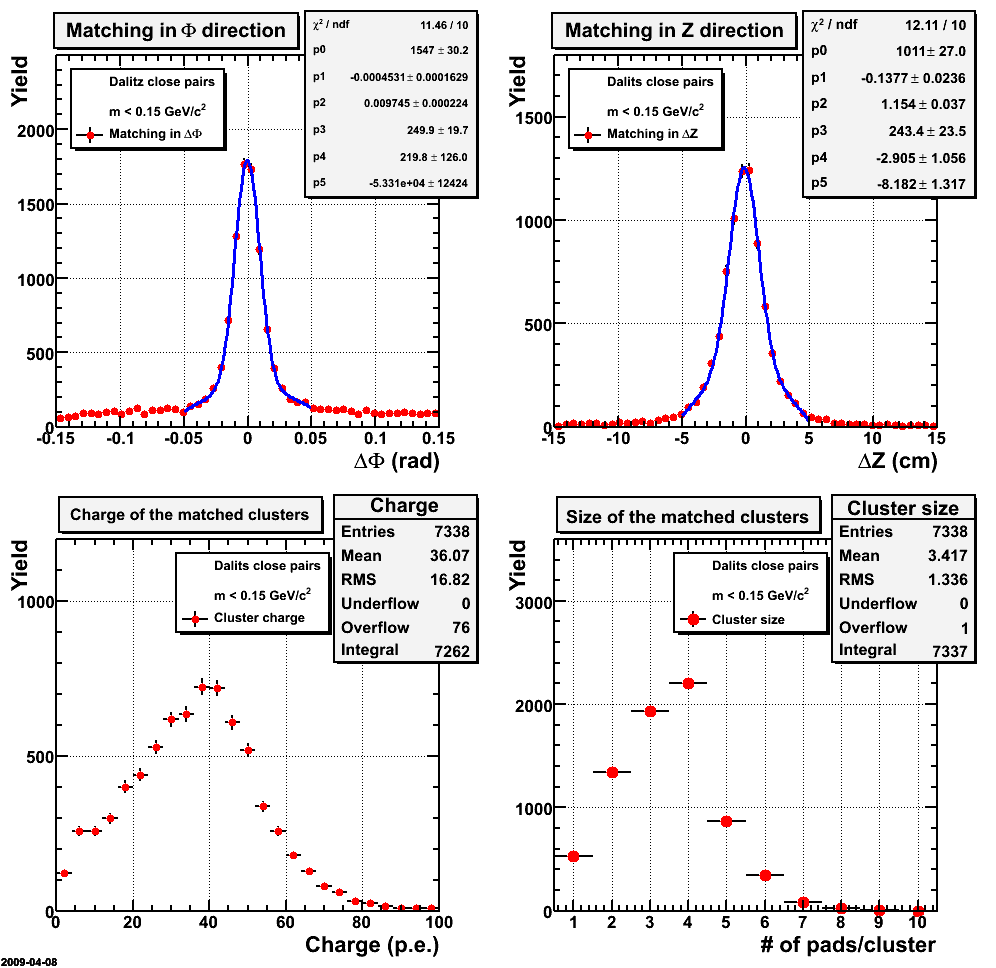 Matching in Φ direction
χ² / ndf 11.46 / 10
p0 1547 ± 30.2
p1 -0.0004531 ± 0.0001629
p2 0.009745 ± 0.000224
p3 249.9 ± 19.7
p4 219.8 ± 126.0
p5 -5.331e+04 ± 12424
Dalitz close pairs
m < 0.15 GeV/c²
Matching in ΔΦ
Yield
2000
1500
1000
500
0
-0.15 -0.1 -0.05 0 0.05 0.1 0.15
ΔΦ (rad)
Matching in Z direction
χ² / ndf 12.11 / 10
p0 1011 ± 27.0
p1 -0.1377 ± 0.0236
p2 1.154 ± 0.037
p3 243.4 ± 23.5
p4 -2.905 ± 1.056
p5 -8.182 ± 1.317
Dalits close pairs
m < 0.15 GeV/c²
Matching in ΔZ
Yield
1500
1000
500
0
-15 -10 -5 0 5 10 15
ΔZ (cm)
Charge of the matched clusters
Charge
Entries 7338
Mean 36.07
RMS 16.82
Underflow 0
Overflow 76
Integral 7262
Dalits close pairs
m < 0.15 GeV/c²
Cluster charge
Yield
1000
500
0
0 20 40 60 80 100
Charge (p.e.)
Size of the matched clusters
Cluster size
Entries 7338
Mean 3.417
RMS 1.336
Underflow 0
Overflow 1
Integral 7337
Dalits close pairs
m < 0.15 GeV/c²
Cluster size
Yield
3000
2000
1000
0
1 2 3 4 5 6 7 8 9 10
# of pads/cluster
2009-04-08